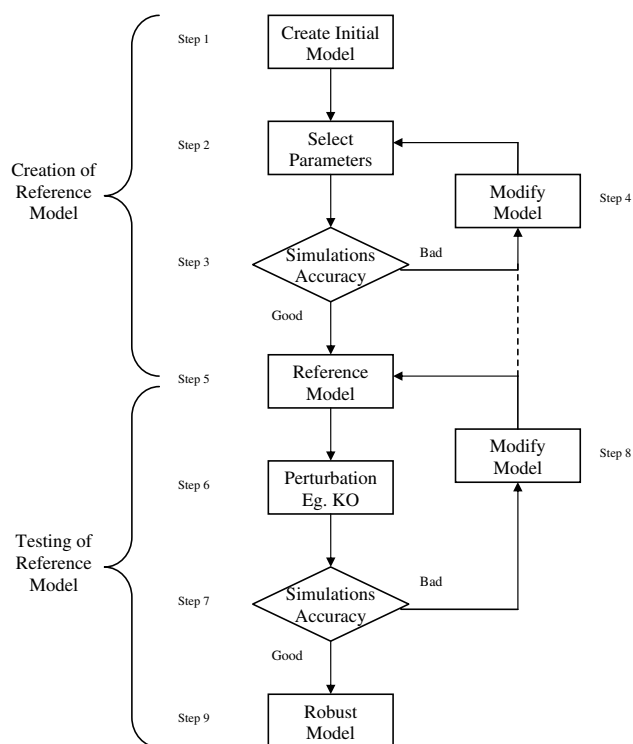 Step 1
Create Initial
Model
Step 2
Select
Parameters
Creation of
Reference
Model
Modify
Model
Step 4
Step 3
Simulations
Accuracy
Bad
Good
Step 5
Reference
Model
Modify
Model
Step 8
Step 6
Perturbation
Eg. KO
Testing of
Reference
Model
Step 7
Simulations
Accuracy
Bad
Good
Step 9
Robust
Model